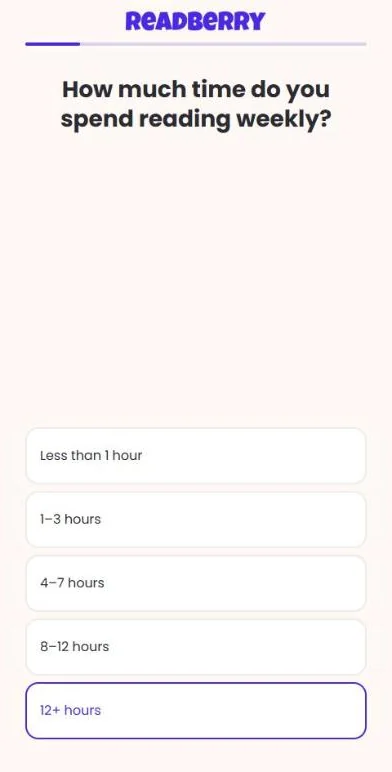 READBERRY
How much time do you
spend reading weekly?
Less than 1 hour
1–3 hours
4–7 hours
8–12 hours
12+ hours